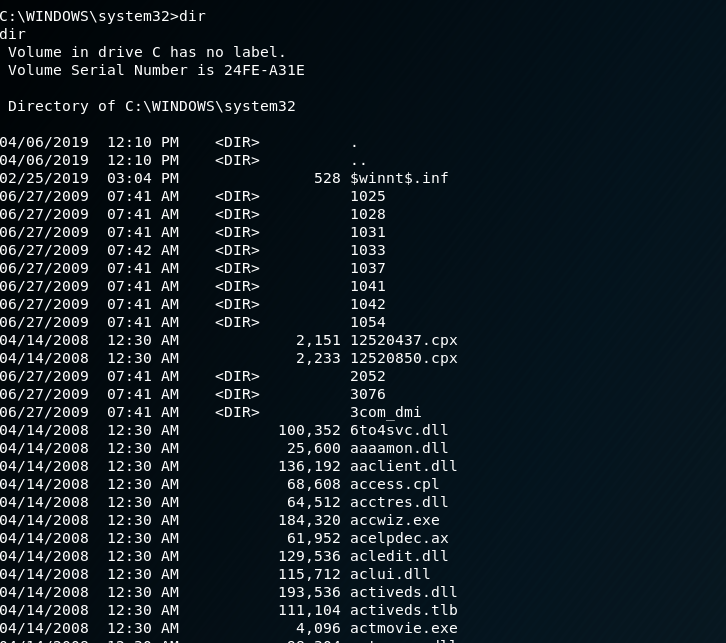 C:\WINDOWS\system32>dir
dir
 Volume in drive C has no label.
 Volume Serial Number is 24FE-A31E

 Directory of C:\WINDOWS\system32

04/06/2019  12:10 PM    <DIR>          .
04/06/2019  12:10 PM    <DIR>          ..
02/25/2019  03:04 PM               528 $winnt$.inf
06/27/2009  07:41 AM    <DIR>          1025
06/27/2009  07:41 AM    <DIR>          1028
06/27/2009  07:41 AM    <DIR>          1031
06/27/2009  07:42 AM    <DIR>          1033
06/27/2009  07:41 AM    <DIR>          1037
06/27/2009  07:41 AM    <DIR>          1041
06/27/2009  07:41 AM    <DIR>          1042
06/27/2009  07:41 AM    <DIR>          1054
04/14/2008  12:30 AM             2,151 12520437.cpx
04/14/2008  12:30 AM             2,233 12520850.cpx
06/27/2009  07:41 AM    <DIR>          2052
06/27/2009  07:41 AM    <DIR>          3076
06/27/2009  07:41 AM    <DIR>          3com_dmi
04/14/2008  12:30 AM           100,352 6to4svc.dll
04/14/2008  12:30 AM            25,600 aaaamon.dll
04/14/2008  12:30 AM           136,192 aaclient.dll
04/14/2008  12:30 AM            68,608 access.cpl
04/14/2008  12:30 AM            64,512 acctres.dll
04/14/2008  12:30 AM           184,320 accwiz.exe
04/14/2008  12:30 AM            61,952 acelpdec.ax
04/14/2008  12:30 AM           129,536 acledit.dll
04/14/2008  12:30 AM           115,712 aclui.dll
04/14/2008  12:30 AM           193,536 activeds.dll
04/14/2008  12:30 AM           111,104 activeds.tlb
04/14/2008  12:30 AM             4,096 actmovie.exe
04/14/2008  12:30 AM